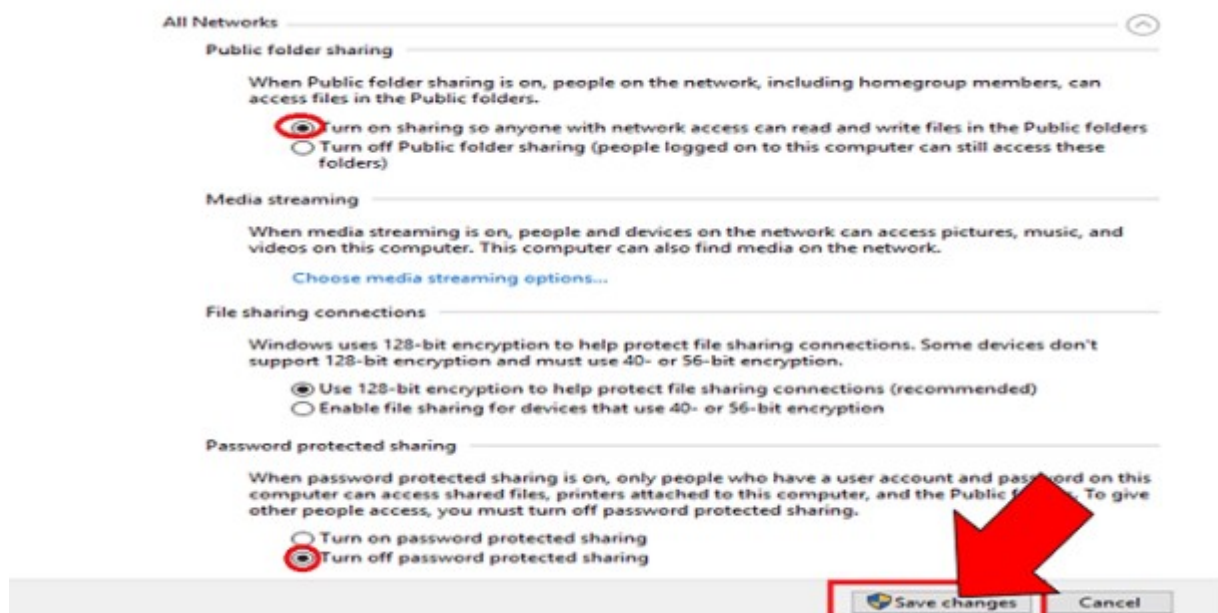 All Networks
Public folder sharing
When Public folder sharing is on, people on the network, including homegroup members, can
access files in the Public folders.
Turn on sharing so anyone with network access can read and write files in the Public folders
Turn off Public folder sharing (people logged on to this computer can still access these
folders)
Media streaming
When media streaming is on, people and devices on the network can access pictures, music, and
videos on this computer. This computer can also find media on the network.
Choose media streaming options...
File sharing connections
Windows uses 128-bit encryption to help protect file sharing connections. Some devices don't
support 128-bit encryption and must use 40- or 56-bit encryption.
Use 128-bit encryption to help protect file sharing connections (recommended)
Enable file sharing for devices that use 40- or 56-bit encryption
Password protected sharing
When password protected sharing is on, only people who have a user account and password on this
computer can access shared files, printers attached to this computer, and the Public To give
other people access, you must turn off password protected sharing.
Turn on password protected sharing
Turn off password protected sharing
Save changes Cancel